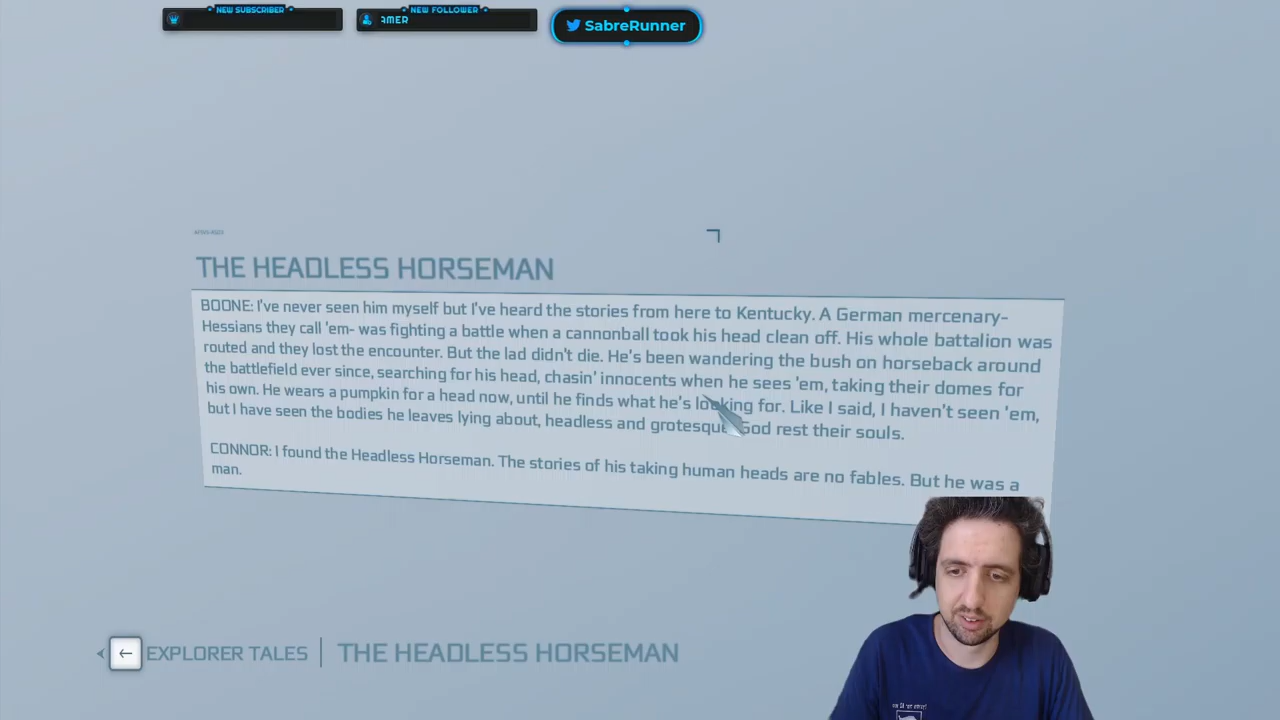 NEW SUBSCRIBER
NEW FOLLOWER
AMER
SabreRunner
THE HEADLESS HORSEMAN
BOONE: I've never seen him myself but I've heard the stories from here to Kentucky. A German mercenary-
Hessians they call 'em- was fighting a battle when a cannonball took his head clean off. His whole battalion was
routed and they lost the encounter. But the lad didn't die. He's been wandering the bush on horseback around
the battlefield ever since, searching for his head, chasin' innocents when he sees 'em, taking their domes for
his own. He wears a pumpkin for a head now, until he finds what he's looking for. Like I said, I haven't seen 'em,
but I have seen the bodies he leaves lying about, headless and grotesque. God rest their souls.
CONNOR: I found the Headless Horseman. The stories of his taking human heads are no fables. But he was a
man.
← EXPLORER TALES | THE HEADLESS HORSEMAN